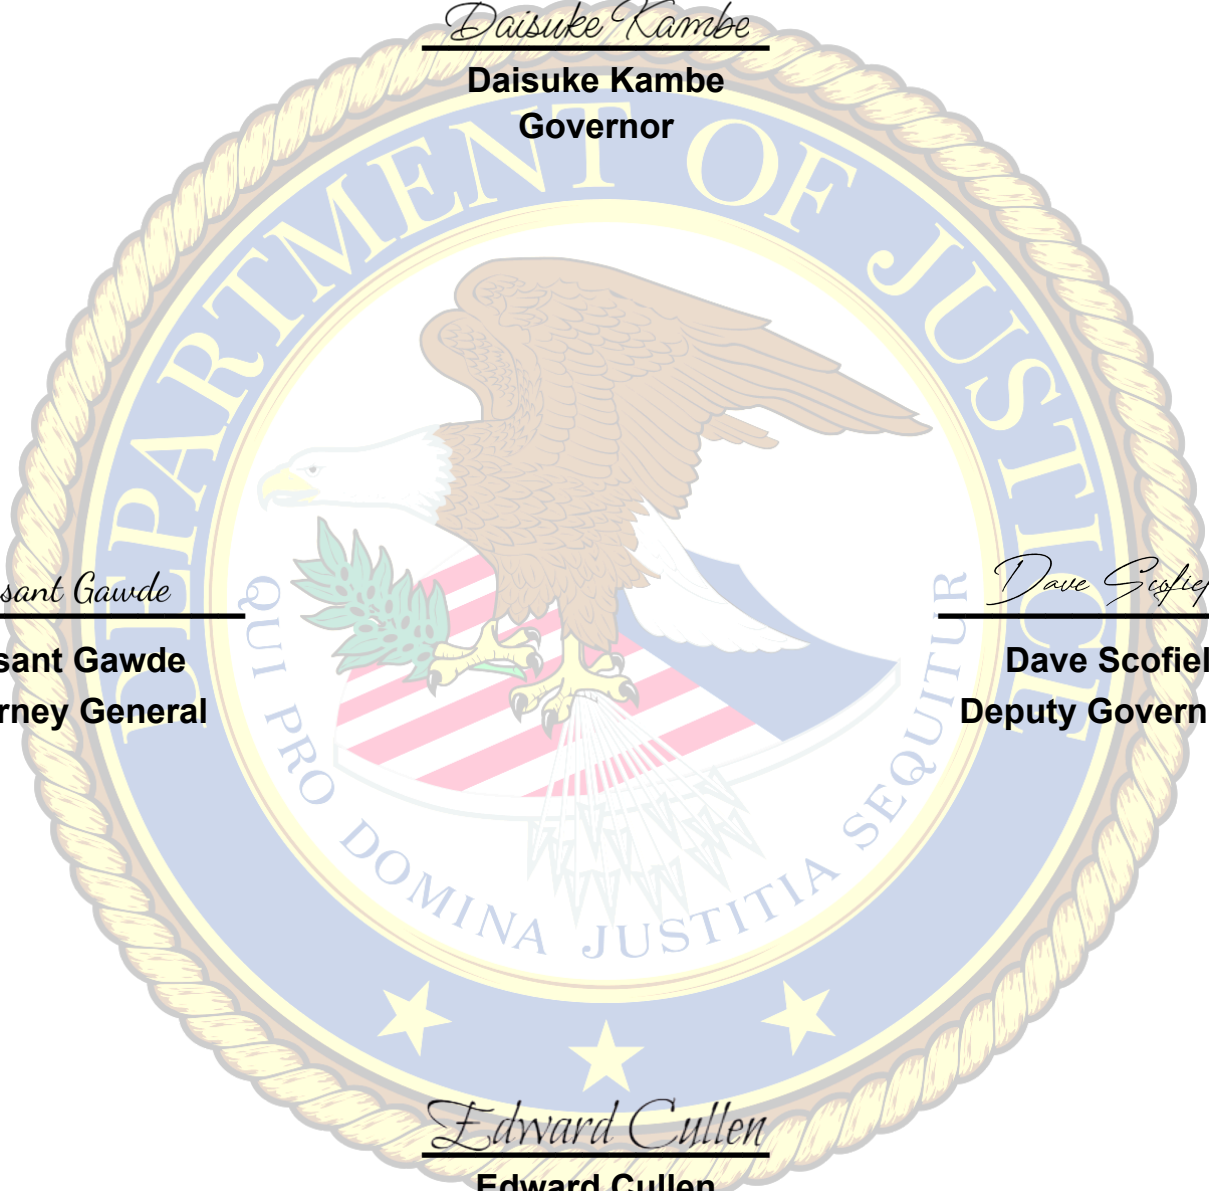 Daisuke Kambe
Daisuke Kambe
Governor
DEPARTMENT OF JUSTICE
sant Gawde
sant Gawde
rney General
Dave Scofiel
Dave Scofiel
Deputy Govern
QUI PRO DOMINA JUSTITIA SEQUITUR
Edward Cullen
Edward Cullen